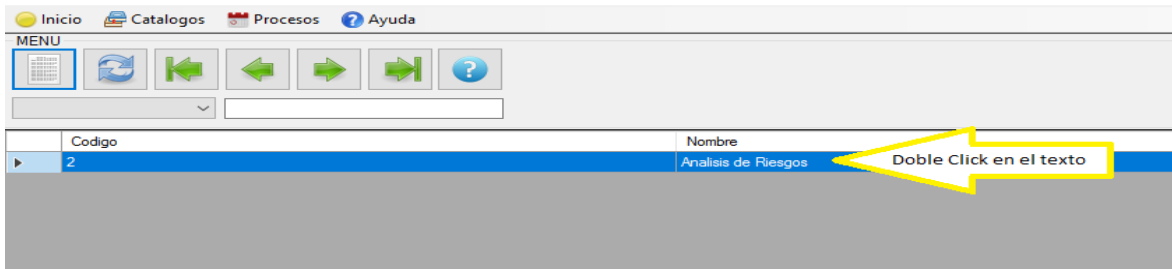 Inicio Catalogos Procesos Ayuda
MENU
Codigo Nombre
2 Analisis de Riesgos Doble Click en el texto